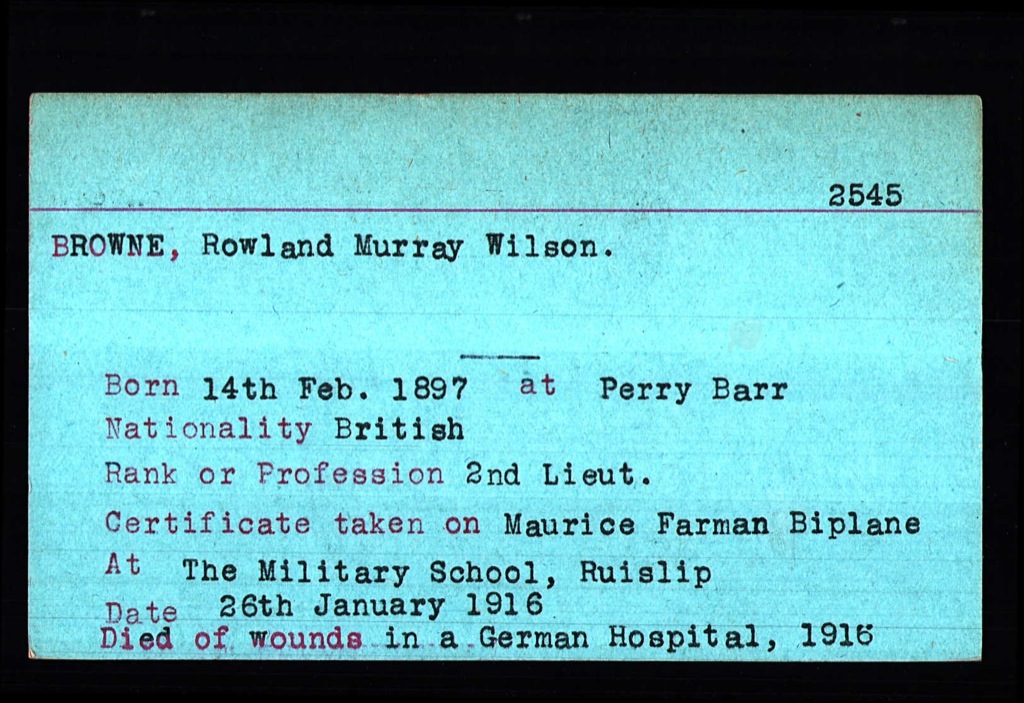 2545
BROWNE, Rowland Murray Wilson.
Born 14th Feb. 1897 at Perry Barr
Nationality British
Rank or Profession 2nd Lieut.
Certificate taken on Maurice Farman Biplane
At The Military School, Ruislip
Date 26th January 1916
Died of wounds in a German Hospital, 1916